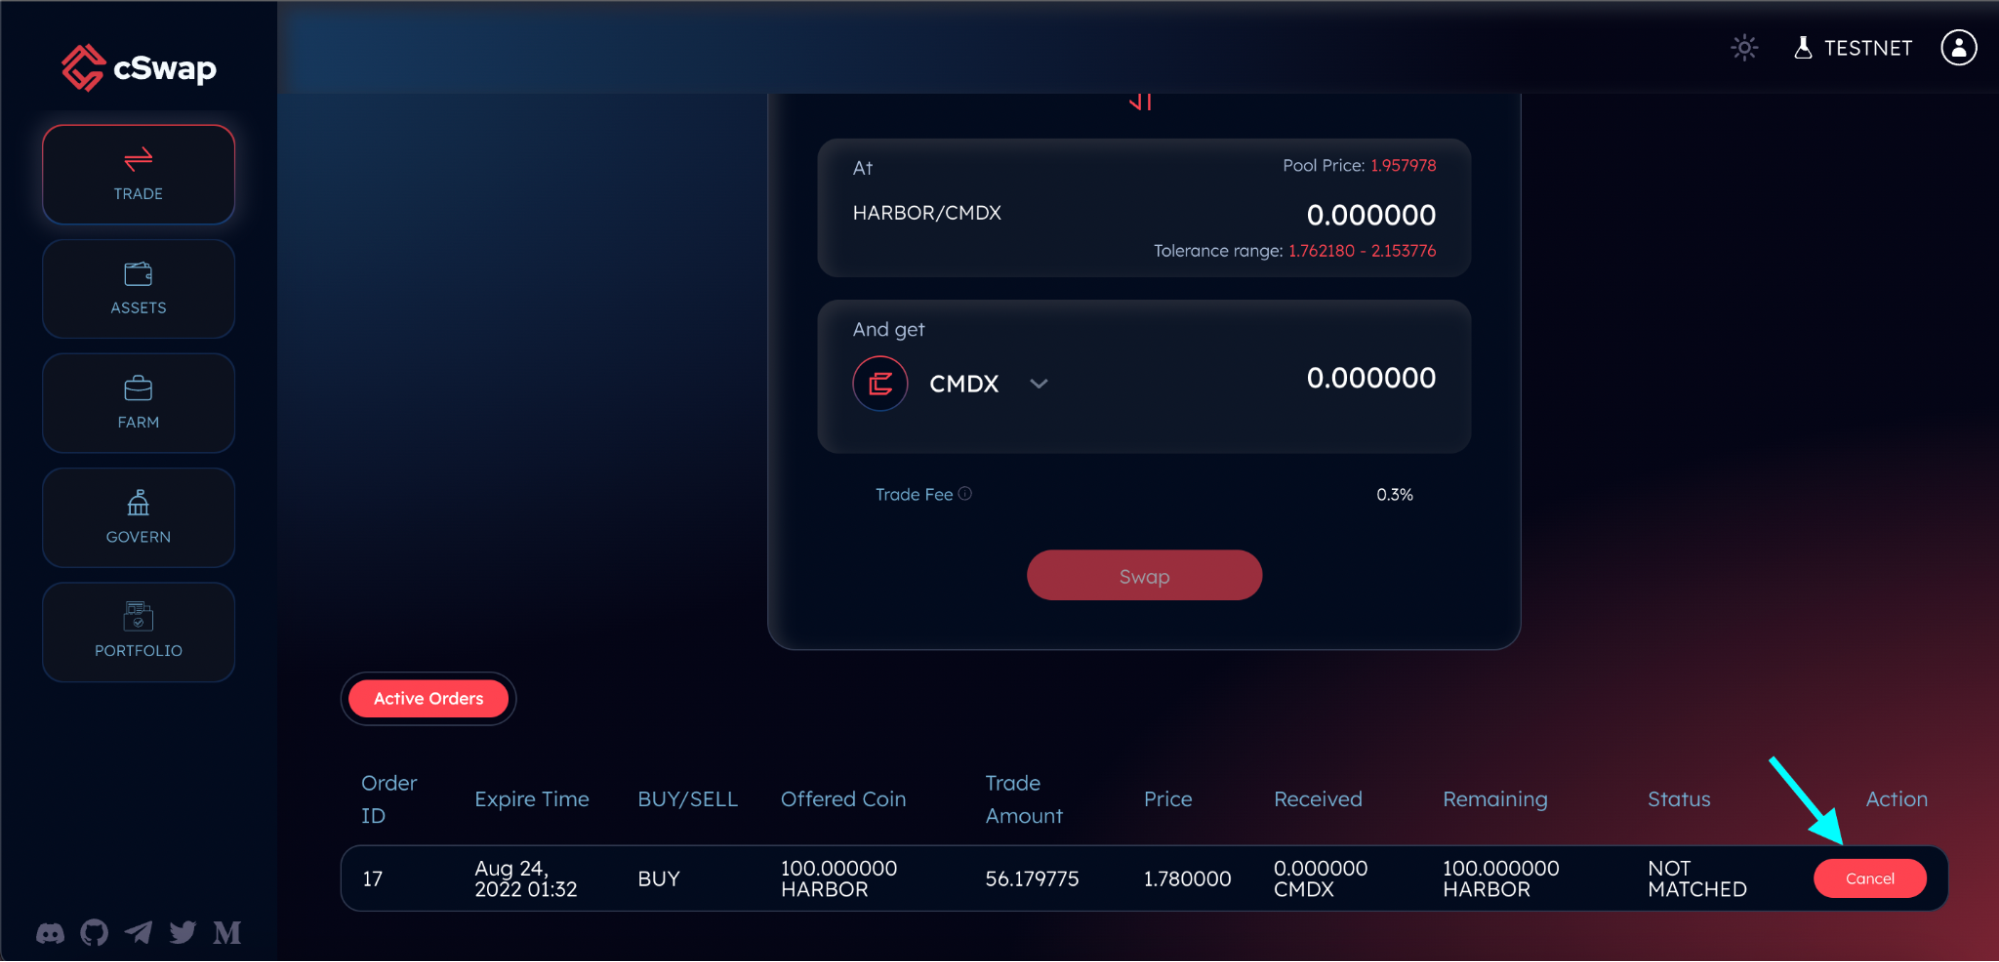 cSwap
TESTNET
TRADE
ASSETS
FARM
GOVERN
PORTFOLIO
At
Pool Price: 1.957978
HARBOR/CMDX
0.000000
Tolerance range: 1.762180 - 2.153776
And get
CMDX
0.000000
Trade Fee
0.3%
Swap
Active Orders
Order ID
Expire Time
BUY/SELL
Offered Coin
Trade Amount
Price
Received
Remaining
Status
Action
17
Aug 24,
2022 01:32
BUY
100.000000
HARBOR
56.179775
1.780000
0.000000
CMDX
100.000000
HARBOR
NOT
MATCHED
Cancel